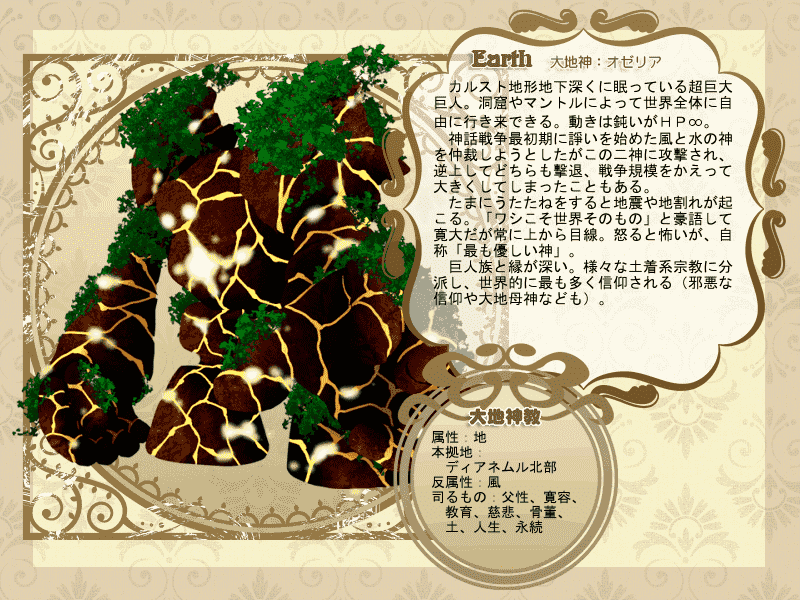 Earth 大地神：オゼリア
カルスト地形地下深くに眠っている超巨大
巨人。洞窟やマントルによって世界全体に自
由に行き来できる。動きは鈍いがＨＰ∞。
神話戦争最初期に諍いを始めた風と水の神
を仲裁しようとしたがこの二神に攻撃され、
逆上してどちらも撃退、戦争規模をかえって
大きくしてしまったこともある。
たまにうたたねをすると地震や地割れが起
こる。「ワシこそ世界そのもの」と豪語して
寛大だが常に上から目線。怒ると怖いが、自
称「最も優しい神」。
巨人族と縁が深い。様々な土着系宗教に分
派し、世界的に最も多く信仰される（邪悪な
信仰や大地母神なども）。
大地神教
属性：地
本拠地：
ディアネムル北部
反属性：風
司るもの：父性、寛容、
教育、慈悲、骨董、
土、人生、永続